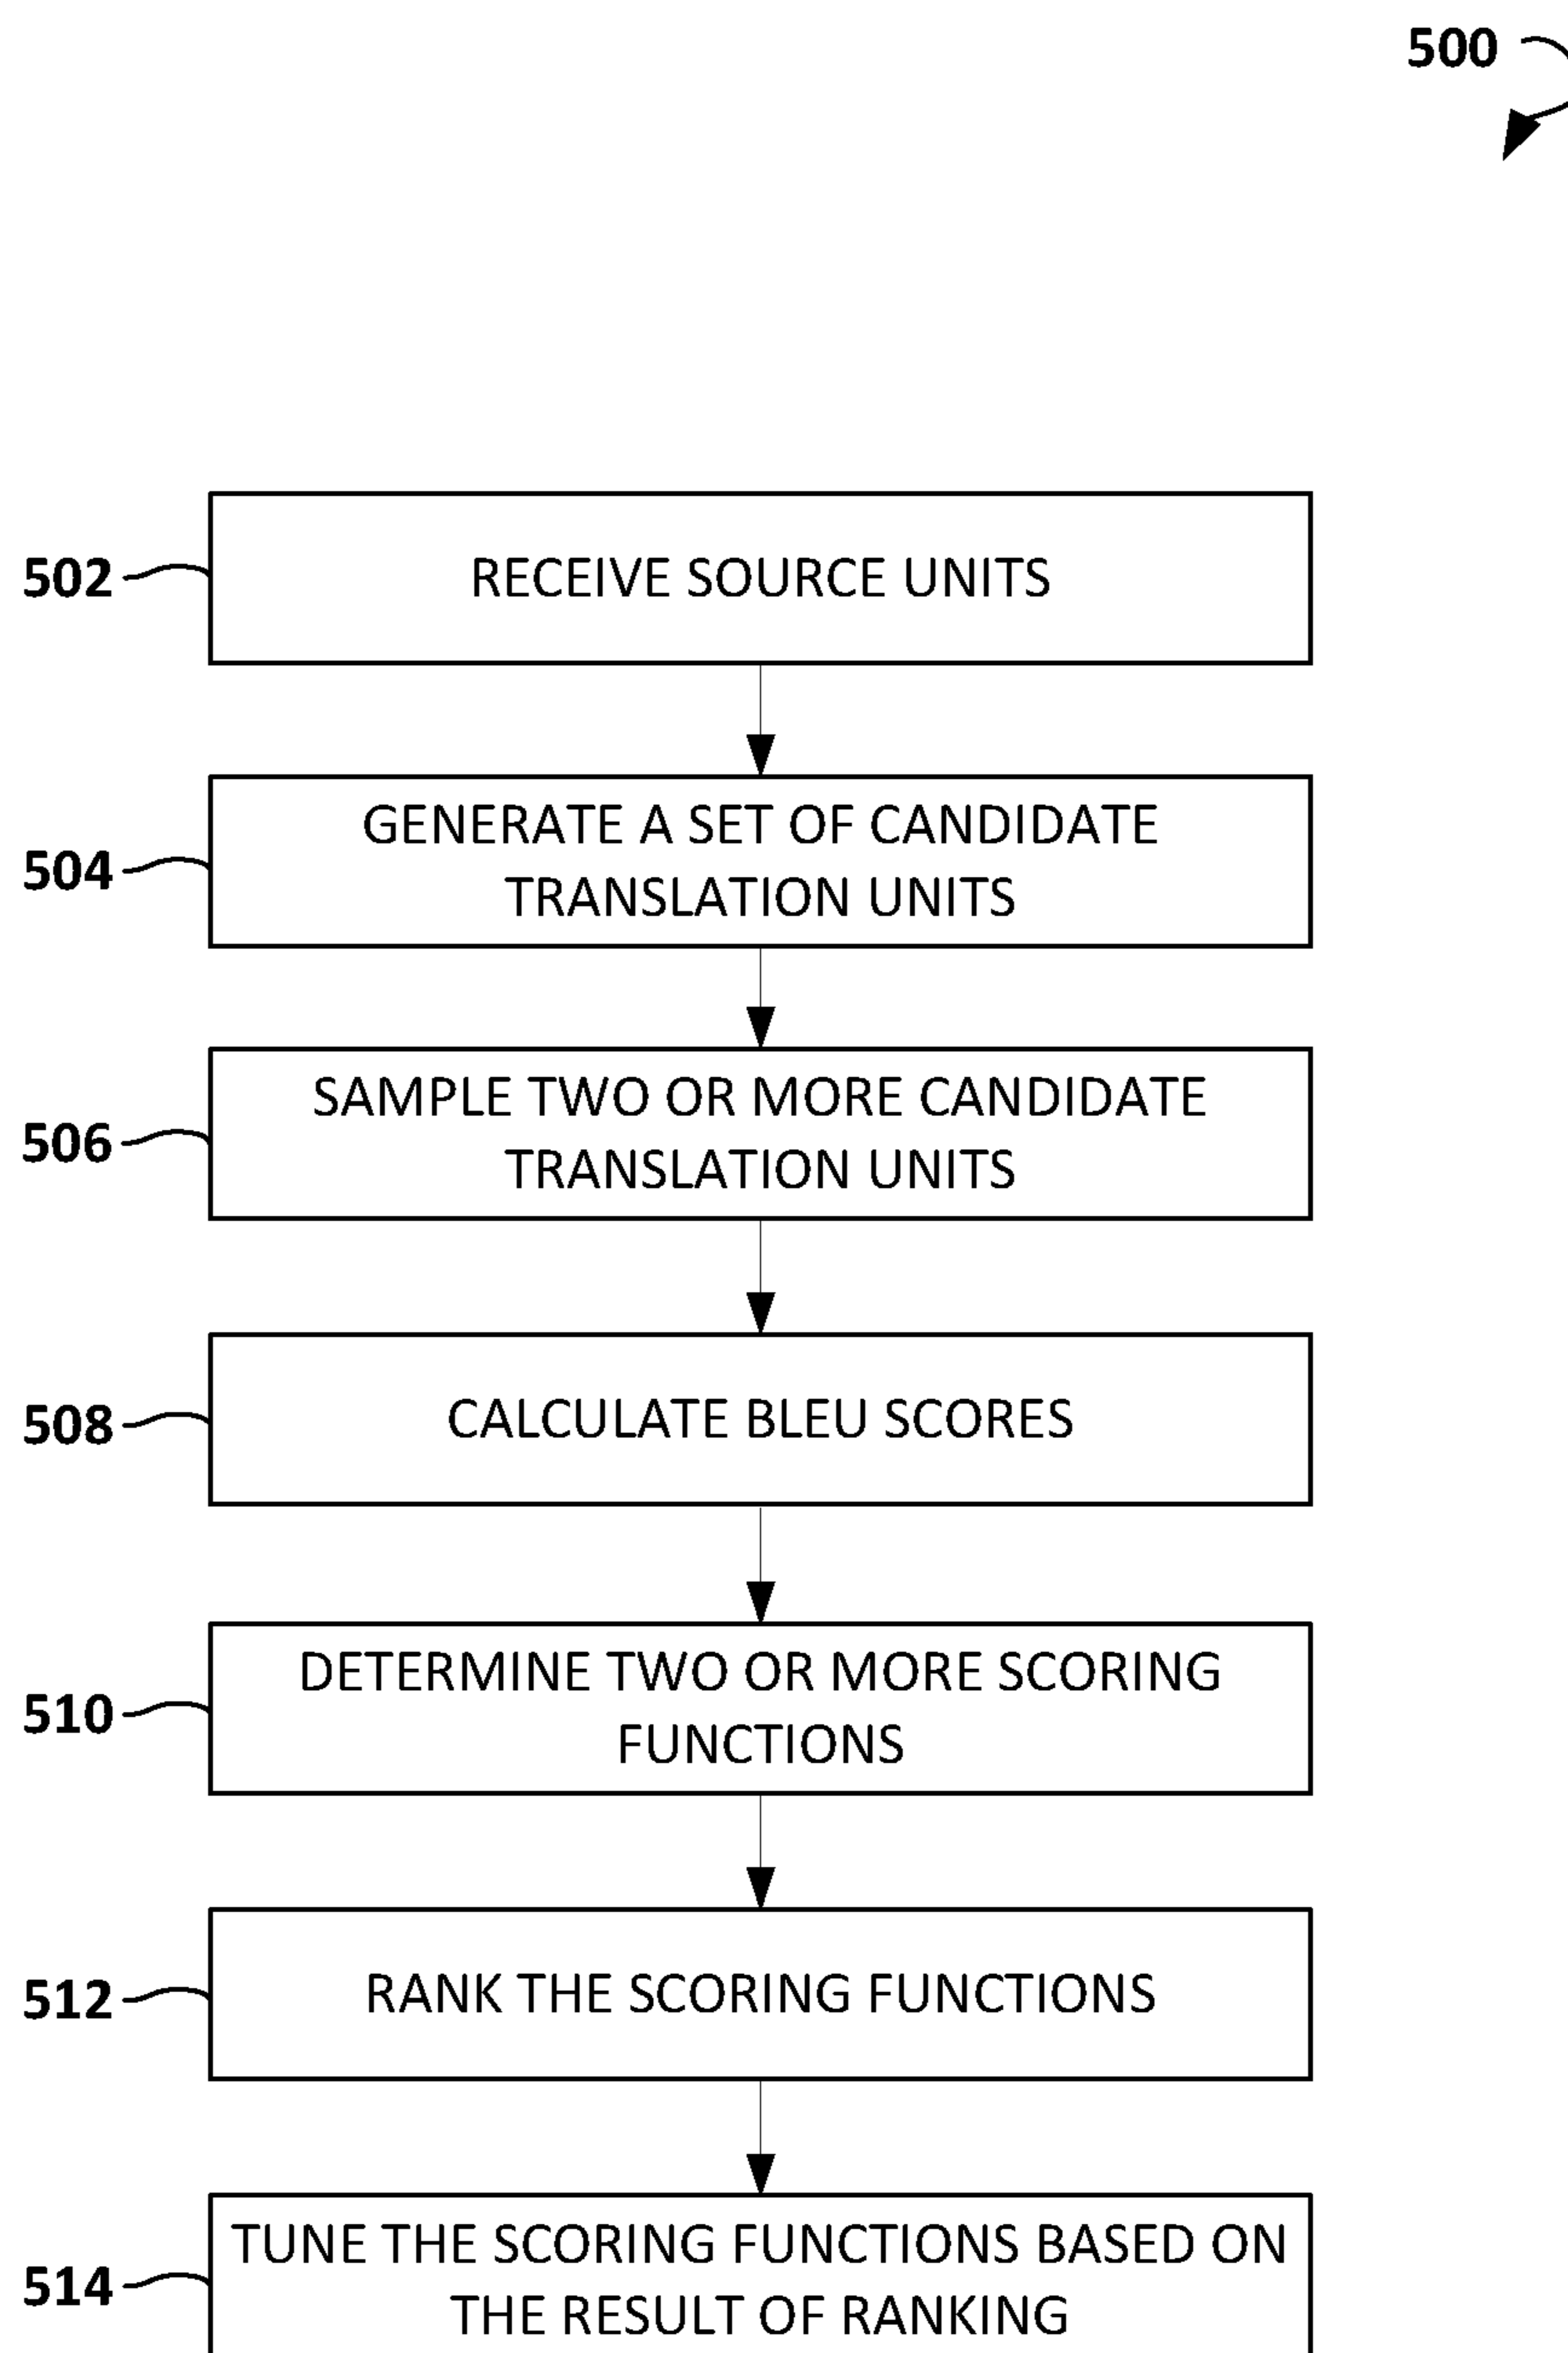 500
502
RECEIVE SOURCE UNITS
504
GENERATE A SET OF CANDIDATE
TRANSLATION UNITS
506
SAMPLE TWO OR MORE CANDIDATE
TRANSLATION UNITS
508
CALCULATE BLEU SCORES
510
DETERMINE TWO OR MORE SCORING
FUNCTIONS
512
RANK THE SCORING FUNCTIONS
514
TUNE THE SCORING FUNCTIONS BASED ON
THE RESULT OF RANKING